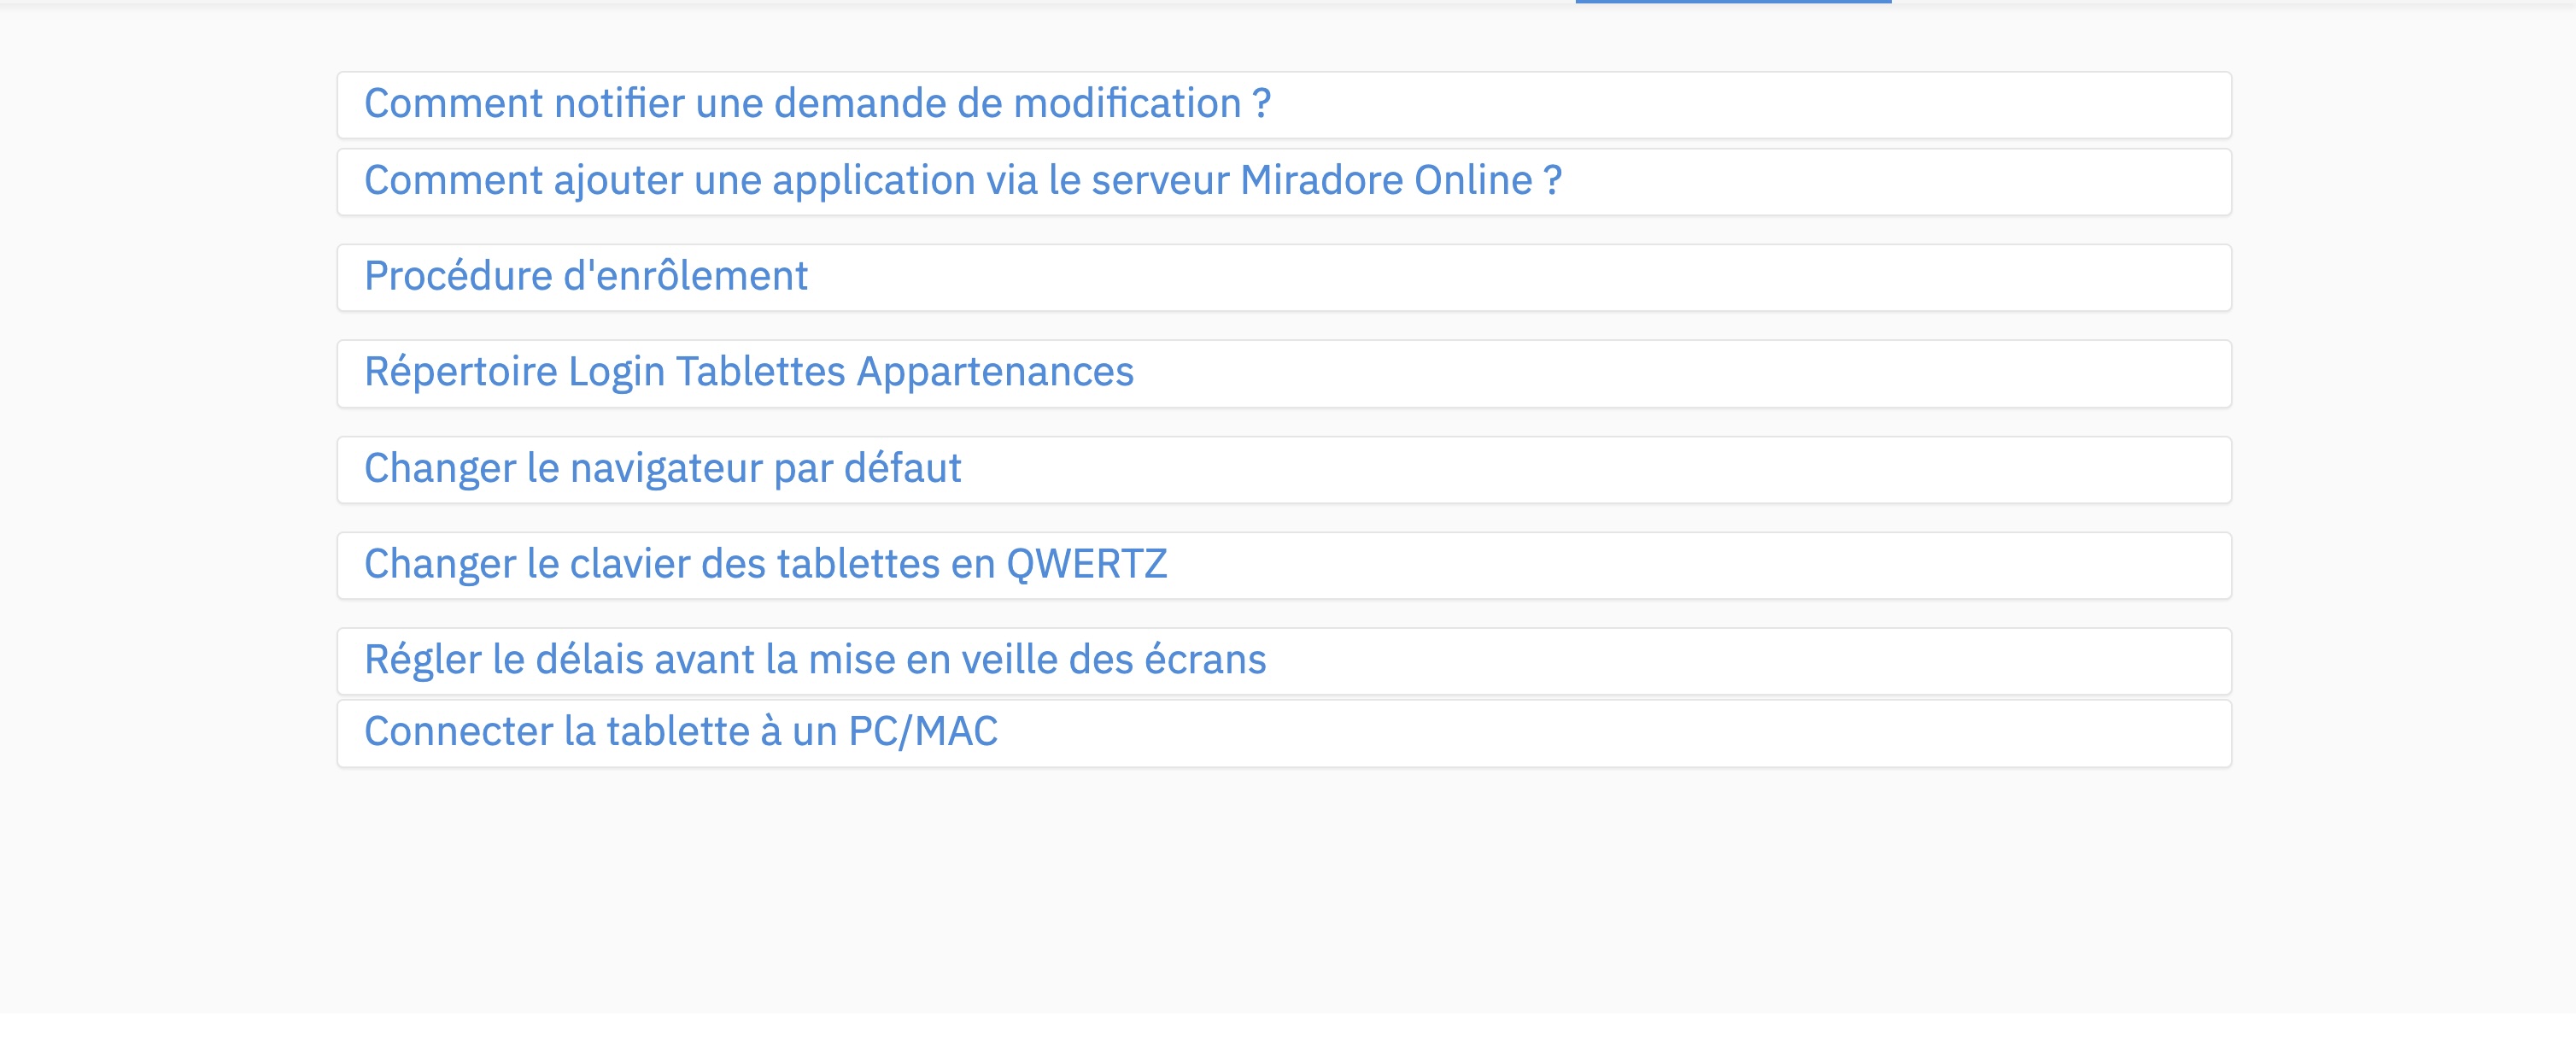 Comment notifier une demande de modification ?
Comment ajouter une application via le serveur Miradore Online ?
Procédure d'enrôlement
Répertoire Login Tablettes Appartenances
Changer le navigateur par défaut
Changer le clavier des tablettes en QWERTZ
Régler le délais avant la mise en veille des écrans
Connecter la tablette à un PC/MAC